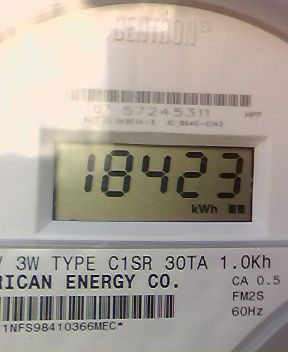 CENTRON®
07 57245311
18423
kWh
V 3W TYPE C1SR 30TA 1.0Kh
RICAN ENERGY CO. CA 0.5
FM2S
60Hz
1NFS98410366MEC*